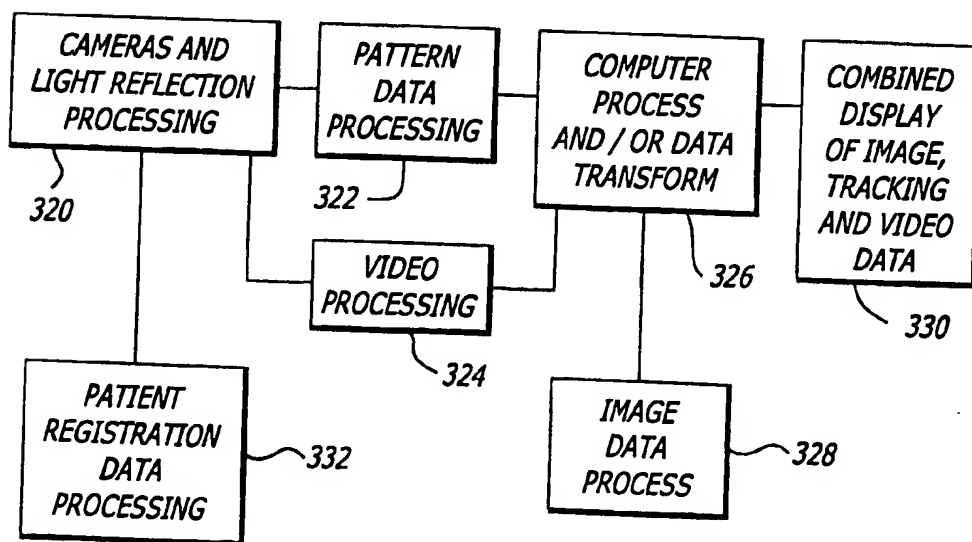 CAMERAS AND
LIGHT REFLECTION
PROCESSING
320
PATTERN
DATA
PROCESSING
322
COMPUTER
PROCESS
AND / OR DATA
TRANSFORM
326
COMBINED
DISPLAY
OF IMAGE,
TRACKING
AND VIDEO
DATA
330
VIDEO
PROCESSING
324
PATIENT
REGISTRATION
DATA
PROCESSING
332
IMAGE
DATA
PROCESS
328